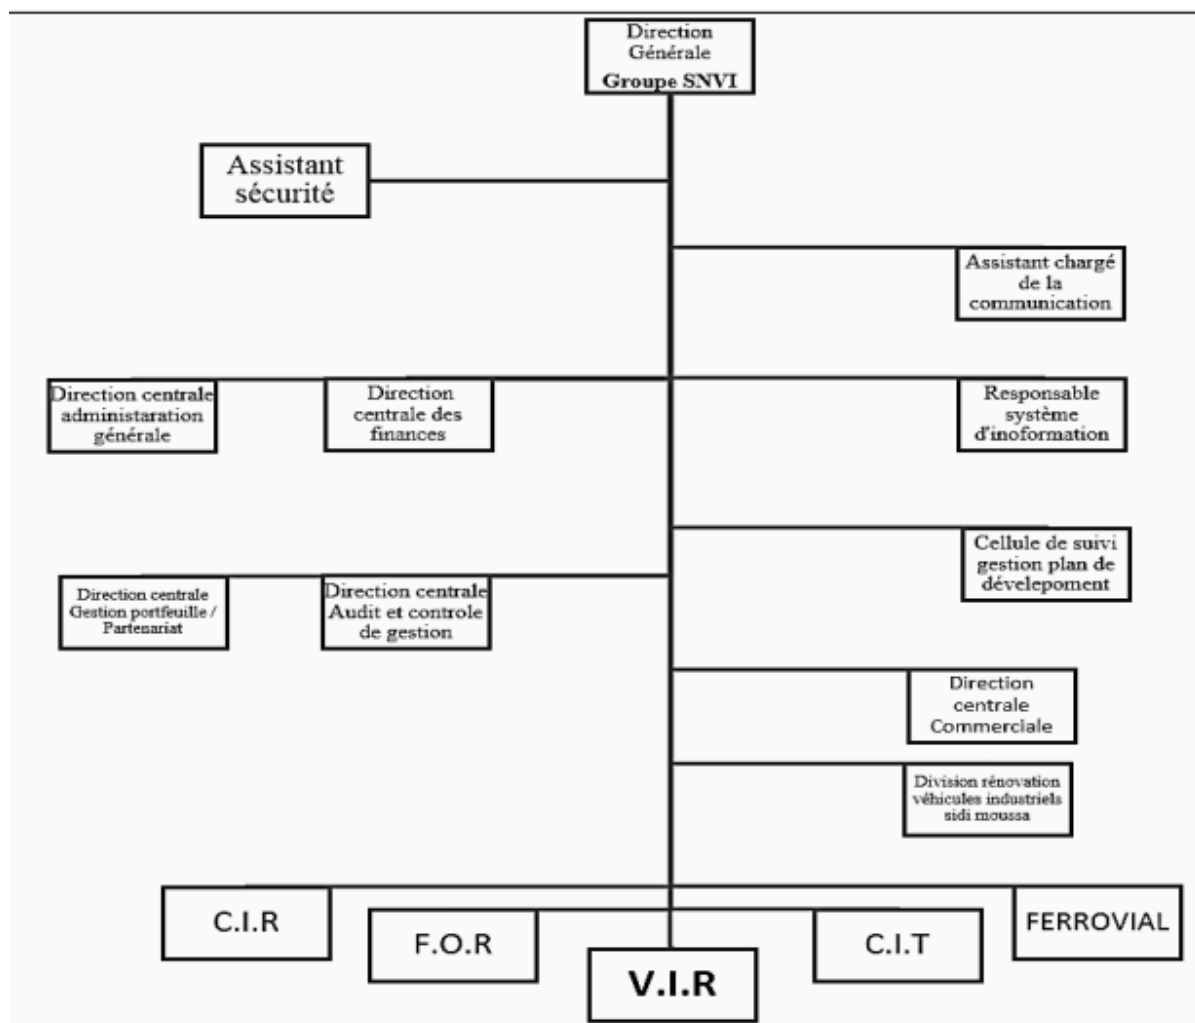 Direction
Générale
Groupe SNVI
Assistant
sécurité
Assistant chargé
de la
communication
Direction centrale
administaration
générale
Direction
centrale des
finances
Responsable
système
d'inoformation
Cellule de suivi
gestion plan de
dévelepoment
Direction centrale
Gestion portfeuille /
Partenariat
Direction centrale
Audit et controle
de gestion
Direction
centrale
Commerciale
Division rénovation
véhicules industriels
sidi moussa
C.I.R
F.O.R
V.I.R
C.I.T
FERROVIAL